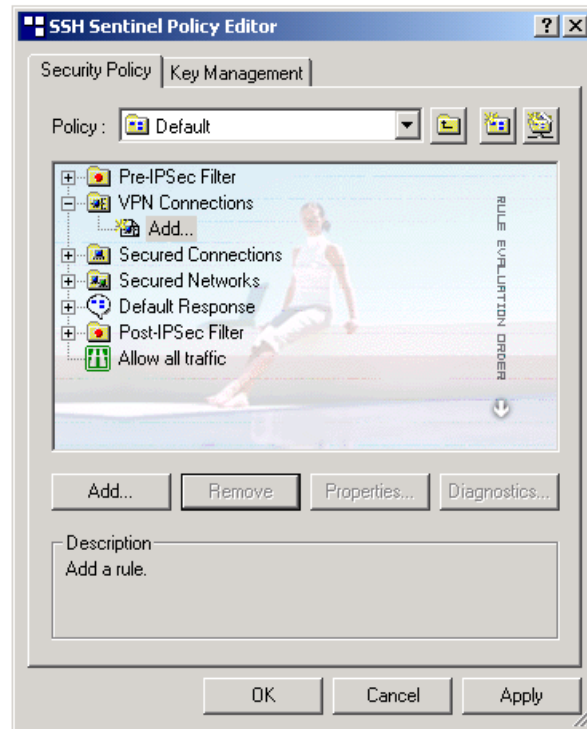 SSH Sentinel Policy Editor
Security Policy Key Management
Policy : Default
Pre-IPSec Filter
VPN Connections
Add...
Secured Connections
Secured Networks
Default Response
Post-IPSec Filter
Allow all traffic
RULE EVALUATION ORDER
Add... Remove Properties... Diagnostics...
Description
Add a rule.
OK Cancel Apply